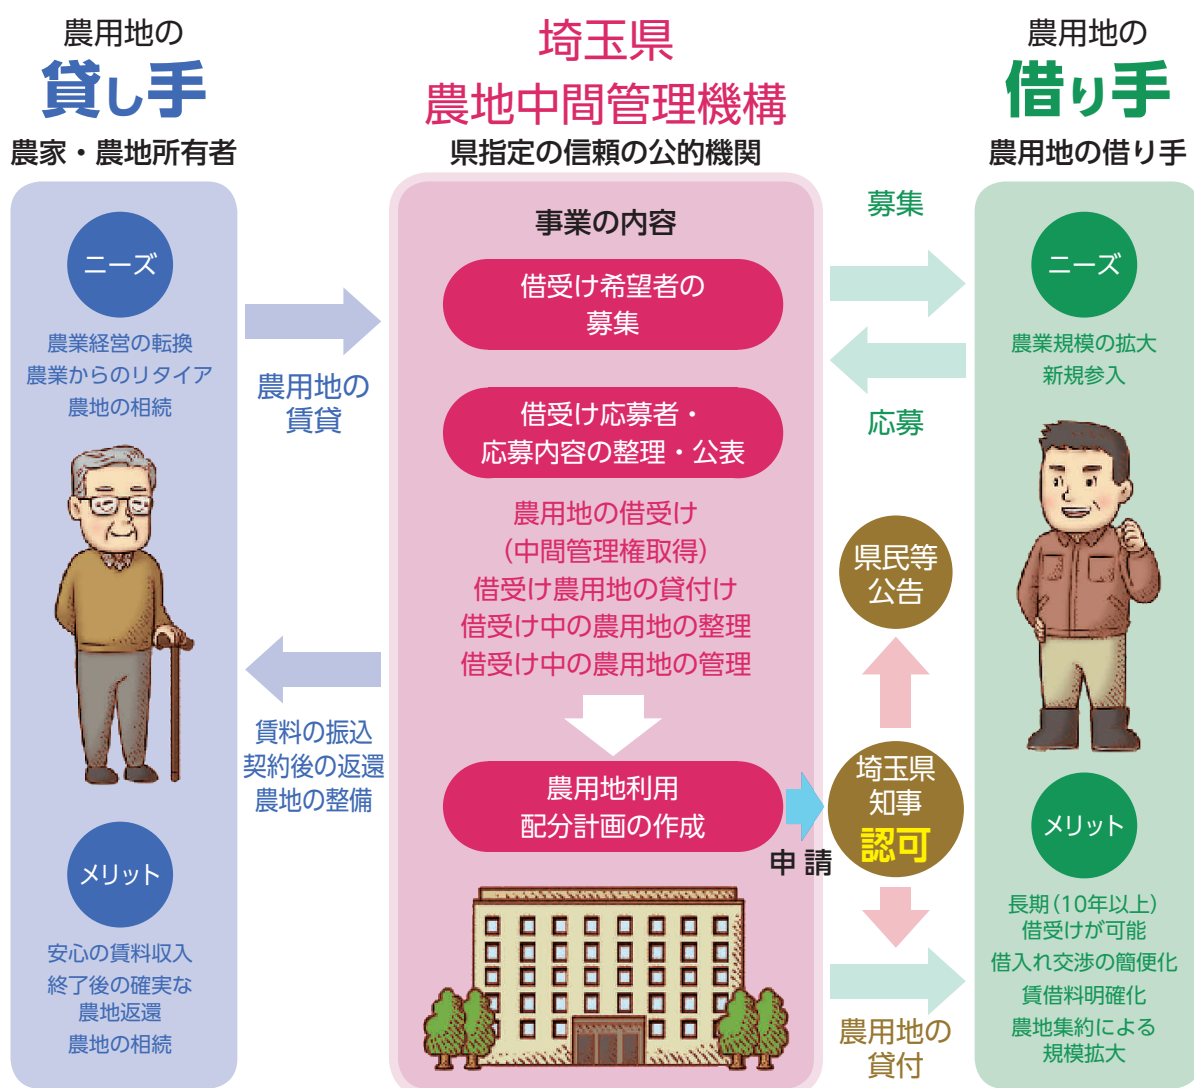 農用地の
貸し手
農家・農地所有者
ニーズ
農業経営の転換
農業からのリタイア
農地の相続
メリット
安心の賃料収入
終了後の確実な
農地返還
農地の相続
農用地の
賃貸
賃料の振込
契約後の返還
農地の整備
埼玉県
農地中間管理機構
県指定の信頼の公的機関
事業の内容
借受け希望者の
募集
借受け応募者・
応募内容の整理・公表
農用地の借受け
(中間管理権取得)
借受け農用地の貸付け
借受け中の農用地の整理
借受け中の農用地の管理
農用地利用
配分計画の作成
申請
募集
応募
県民等
公告
埼玉県
知事
認可
農用地の
貸付
農用地の
借り手
農用地の借り手
ニーズ
農業規模の拡大
新規参入
メリット
長期(10年以上)
借受けが可能
借入れ交渉の簡便化
賃借料明確化
農地集約による
規模拡大